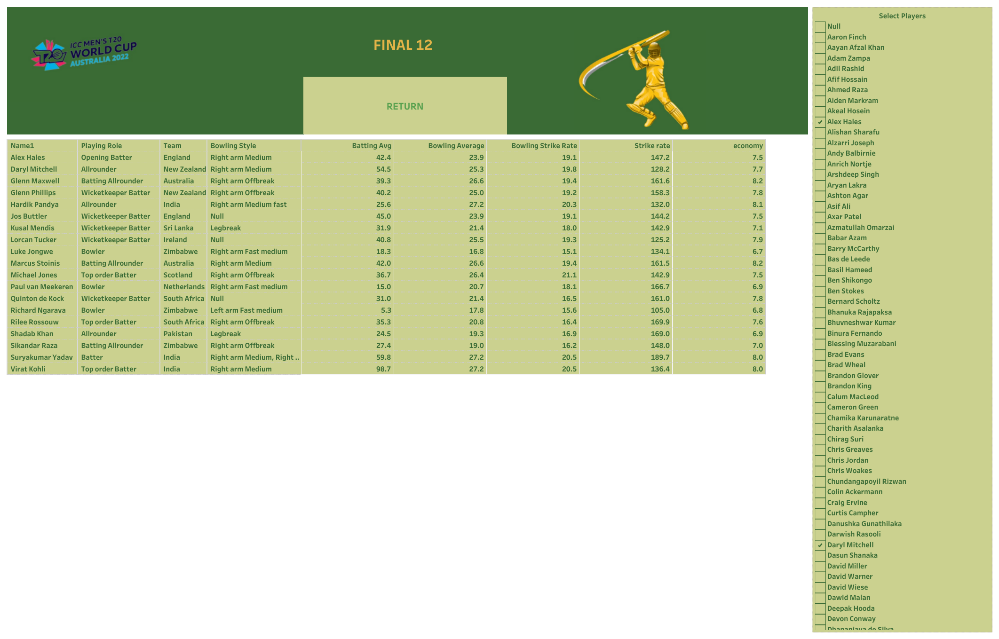 ICC MEN'S T20
WORLD CUP
AUSTRALIA 2022
T20
FINAL 12
RETURN
Name1 Playing Role Team Bowling Style Batting Avg Bowling Average Bowling Strike Rate Strike rate economy
Alex Hales Opening Batter England Right arm Medium 42.4 23.9 19.1 147.2 7.5
Daryl Mitchell Allrounder New Zealand Right arm Medium 54.5 25.3 19.8 128.2 7.7
Glenn Maxwell Batting Allrounder Australia Right arm Offbreak 39.3 26.6 19.4 161.6 8.2
Glenn Phillips Wicketkeeper Batter New Zealand Right arm Offbreak 40.2 25.0 19.2 158.3 7.8
Hardik Pandya Allrounder India Right arm Medium fast 25.6 27.2 20.3 132.0 8.1
Jos Buttler Wicketkeeper Batter England Null 45.0 23.9 19.1 144.2 7.5
Kusal Mendis Wicketkeeper Batter Sri Lanka Legbreak 31.9 21.4 18.0 142.9 7.1
Lorcan Tucker Wicketkeeper Batter Ireland Null 40.8 25.5 19.3 125.2 7.9
Luke Jongwe Bowler Zimbabwe Right arm Fast medium 18.3 16.8 15.1 134.1 6.7
Marcus Stoinis Batting Allrounder Australia Right arm Medium 42.0 26.6 19.4 161.5 8.2
Michael Jones Top order Batter Scotland Right arm Offbreak 36.7 26.4 21.1 142.9 7.5
Paul van Meekeren Bowler Netherlands Right arm Fast medium 15.0 20.7 18.1 166.7 6.9
Quinton de Kock Wicketkeeper Batter South Africa Null 31.0 21.4 16.5 161.0 7.8
Richard Ngarava Bowler Zimbabwe Left arm Fast medium 5.3 17.8 15.6 105.0 6.8
Rilee Rossouw Top order Batter South Africa Right arm Offbreak 35.3 20.8 16.4 169.9 7.6
Shadab Khan Allrounder Pakistan Legbreak 24.5 19.3 16.9 169.0 6.9
Sikandar Raza Batting Allrounder Zimbabwe Right arm Offbreak 27.4 19.0 16.2 148.0 7.0
Suryakumar Yadav Batter India Right arm Medium, Right .. 59.8 27.2 20.5 189.7 8.0
Virat Kohli Top order Batter India Right arm Medium 98.7 27.2 20.5 136.4 8.0
Select Players
Null
Aaron Finch
Aayan Afzal Khan
Adam Zampa
Adil Rashid
Afif Hossain
Ahmed Raza
Aiden Markram
Akeal Hosein
Alex Hales
Alishan Sharafu
Alzarri Joseph
Andy Balbirnie
Anrich Nortje
Arshdeep Singh
Aryan Lakra
Ashton Agar
Asif Ali
Axar Patel
Azmatullah Omarzai
Babar Azam
Barry McCarthy
Bas de Leede
Basil Hameed
Ben Shikongo
Ben Stokes
Bernard Scholtz
Bhanuka Rajapaksa
Bhuvneshwar Kumar
Binura Fernando
Blessing Muzarabani
Brad Evans
Brad Wheal
Brandon Glover
Brandon King
Calum MacLeod
Cameron Green
Chamika Karunaratne
Charith Asalanka
Chirag Suri
Chris Greaves
Chris Jordan
Chris Woakes
Chundangapoyil Rizwan
Colin Ackermann
Craig Ervine
Curtis Campher
Danushka Gunathilaka
Darwish Rasooli
Daryl Mitchell
Dasun Shanaka
David Miller
David Warner
David Wiese
Dawid Malan
Deepak Hooda
Devon Conway
Dhananjaya de Silva